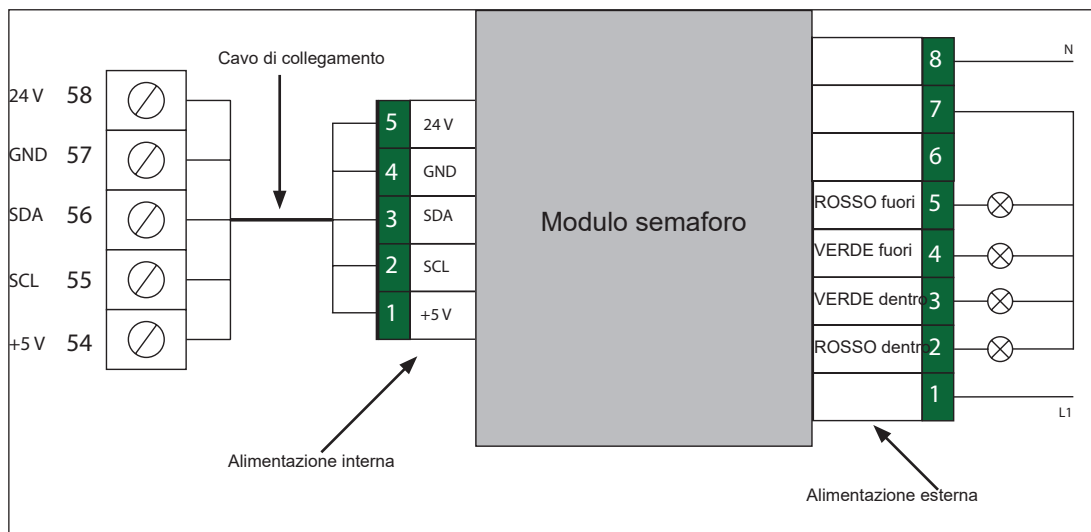 Cavo di collegamento
24 V 58
GND 57
SDA 56
SCL 55
+5 V 54
5 24 V
4 GND
3 SDA
2 SCL
1 +5 V
Alimentazione interna
Modulo semaforo
8 N
7
6
ROSSO fuori 5
VERDE fuori 4
VERDE dentro 3
ROSSO dentro 2
1 L1
Alimentazione esterna